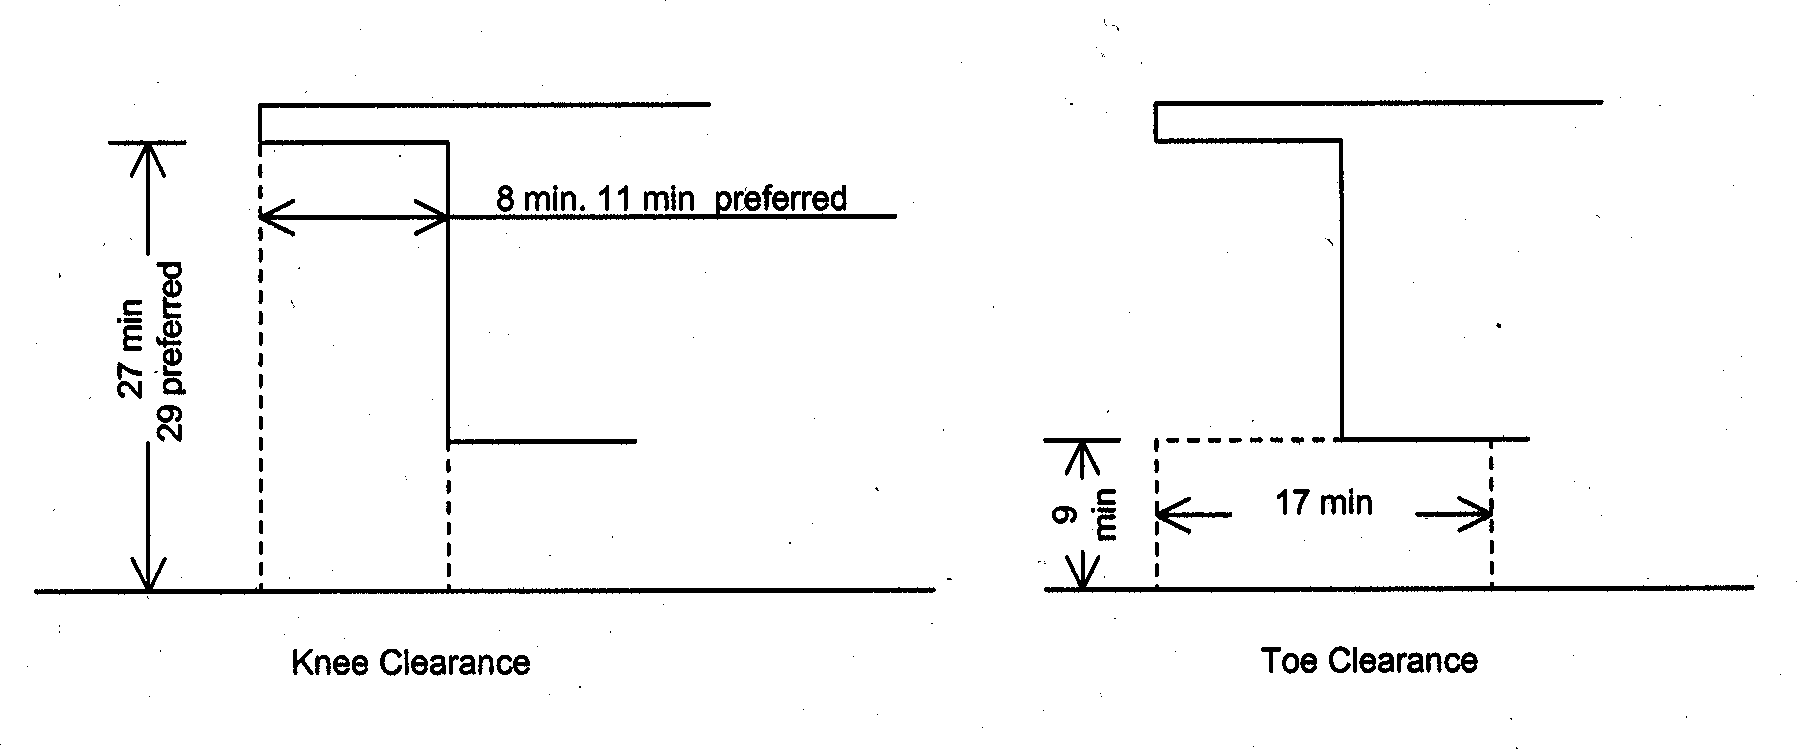 8 min. 11 min preferred
27 min
29 preferred
Knee Clearance
17 min
9
min
Toe Clearance